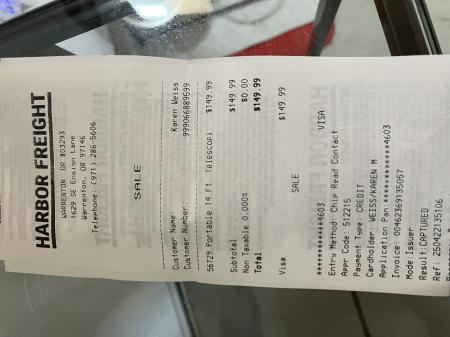 HARBOR FREIGHT
WARRENTON, OR #03293
1629 SE Ensign Lane
Warrenton, OR 97146
Telephone: (971) 286-5606
SALE
Customer Name: Karen Weiss
Customer Number: 999066889599
56729 Portable 14 Ft. Telescopi $149.99
Subtotal $149.99
Non Taxable 0.000% $0.00
Total $149.99
Visa $149.99
SALE
************4603 VISA
Entry Method: Chip Read Contact
Appr Code: 512215
Payment Type: CREDIT
Cardholder: WEISS/KAREN M
Application Pan: ************4603
Invoice: 00462369135057
Mode: Issuer
Result: CAPTURED
Ref: 250422135106